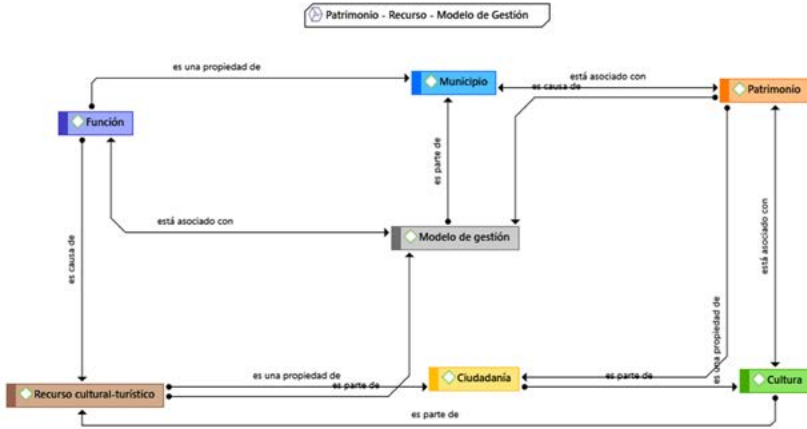 Patrimonio - Recurso - Modelo de Gestión
es una propiedad de
Municipio
está asociado con
es causa de
Patrimonio
Función
es parte de
está asociado con
Modelo de gestión
está asociado con
es causa de
es una propiedad de
es una propiedad de
es parte de
Ciudadanía
es parte de
Cultura
Recurso cultural-turístico
es parte de